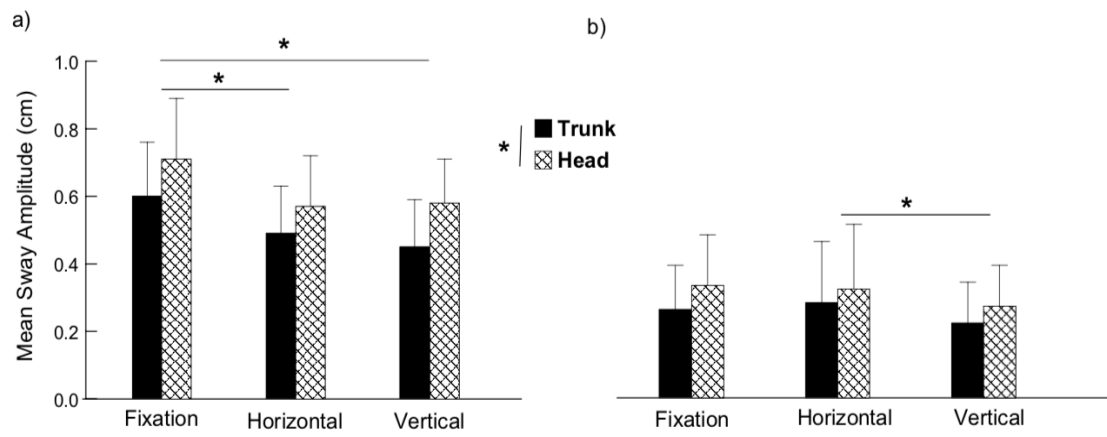 a)
b)
*
*
1.0
0.8
0.6
0.4
0.2
0.0
Mean Sway Amplitude (cm)
* Trunk
Head
*
Fixation Horizontal Vertical
Fixation Horizontal Vertical